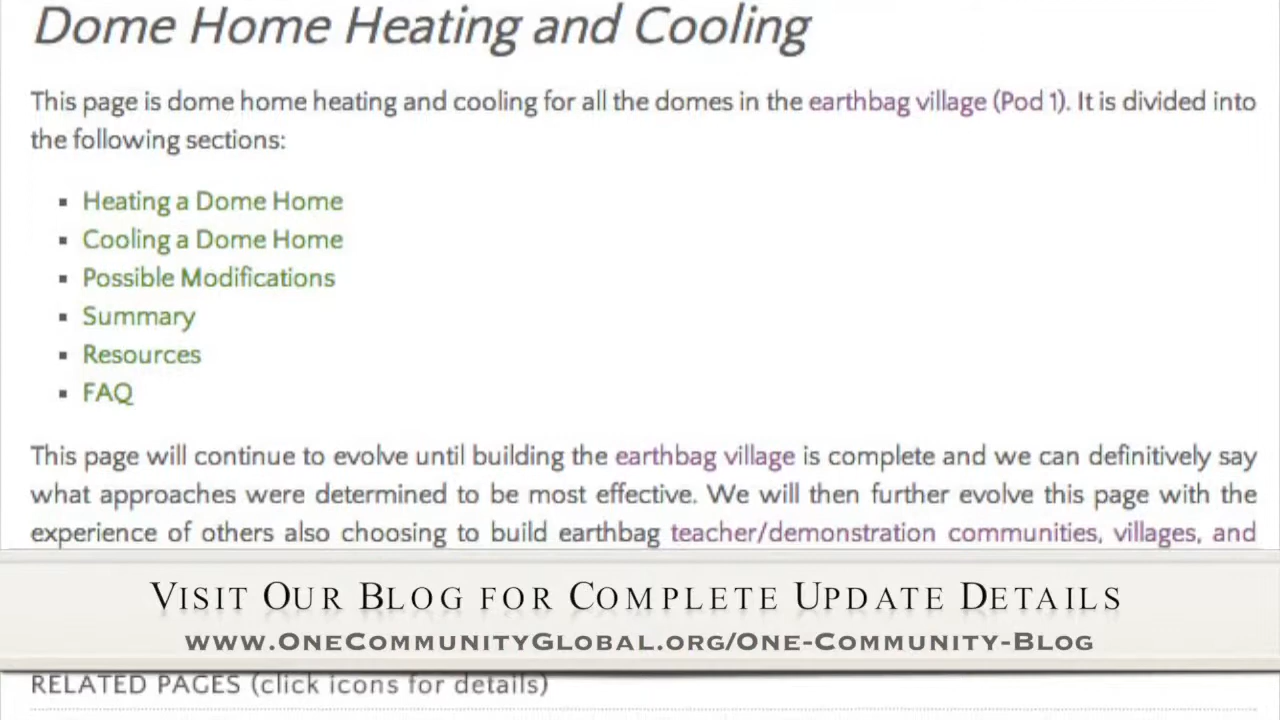 Dome Home Heating and Cooling
This page is dome home heating and cooling for all the domes in the earthbag village (Pod 1). It is divided into
the following sections:
▪ Heating a Dome Home
▪ Cooling a Dome Home
▪ Possible Modifications
▪ Summary
▪ Resources
▪ FAQ
This page will continue to evolve until building the earthbag village is complete and we can definitively say
what approaches were determined to be most effective. We will then further evolve this page with the
experience of others also choosing to build earthbag teacher/demonstration communities, villages, and
Visit Our Blog for Complete Update Details
www.OneCommunityGlobal.org/One-Community-Blog
RELATED PAGES (click icons for details)